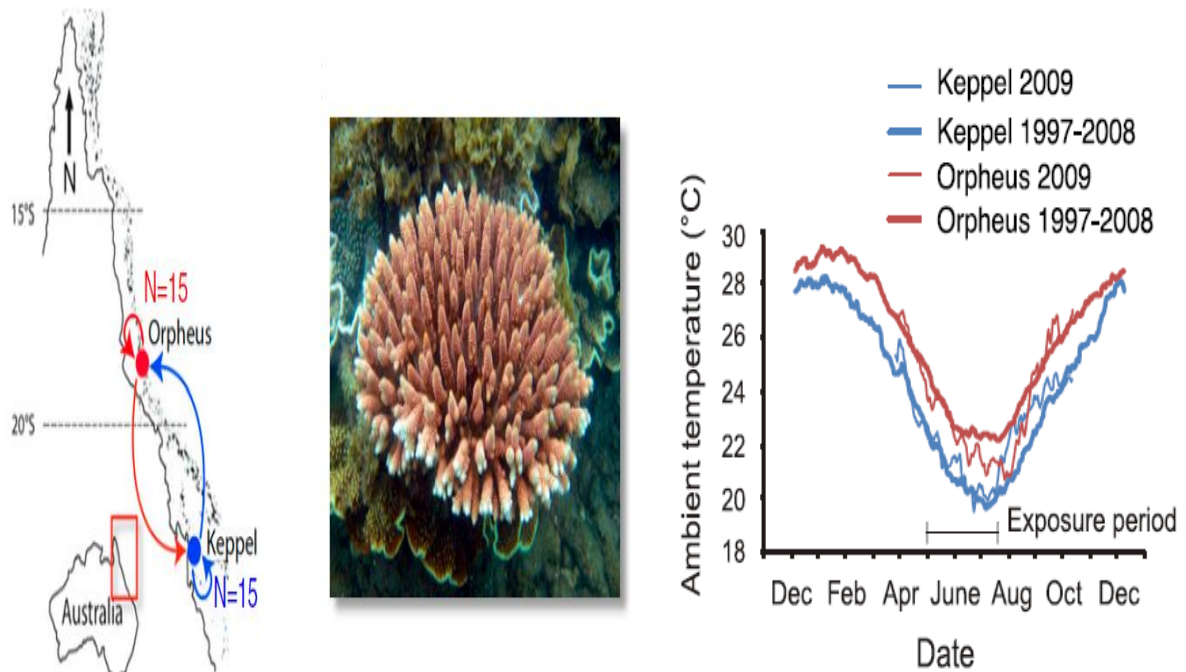 N
15°S
N=15
Orpheus
20°S
Keppel
N=15
Australia
Keppel 2009
Keppel 1997-2008
Orpheus 2009
Orpheus 1997-2008
Ambient temperature (°C)
30
28
26
24
22
20
18
Exposure period
Dec Feb Apr June Aug Oct Dec
Date